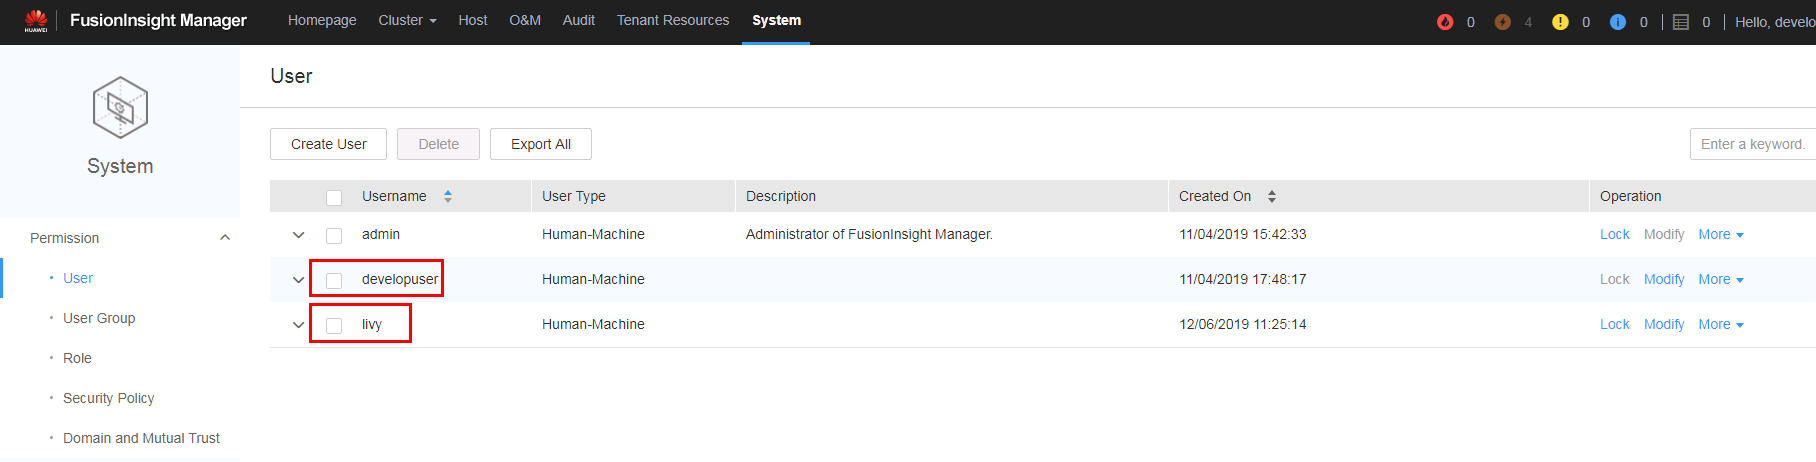 HUAWEI FusionInsight Manager Homepage Cluster Host O&M Audit Tenant Resources System 0 4 0 0 0 Hello, develo
System
Permission
User
User Group
Role
Security Policy
Domain and Mutual Trust
User
Create User Delete Export All Enter a keyword.
Username User Type Description Created On Operation
admin Human-Machine Administrator of FusionInsight Manager. 11/04/2019 15:42:33 Lock Modify More
developuser Human-Machine 11/04/2019 17:48:17 Lock Modify More
livy Human-Machine 12/06/2019 11:25:14 Lock Modify More